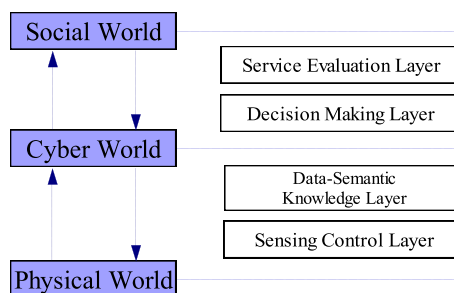 Social World
Service Evaluation Layer
Decision Making Layer
Cyber World
Data-Semantic
Knowledge Layer
Sensing Control Layer
Physical World